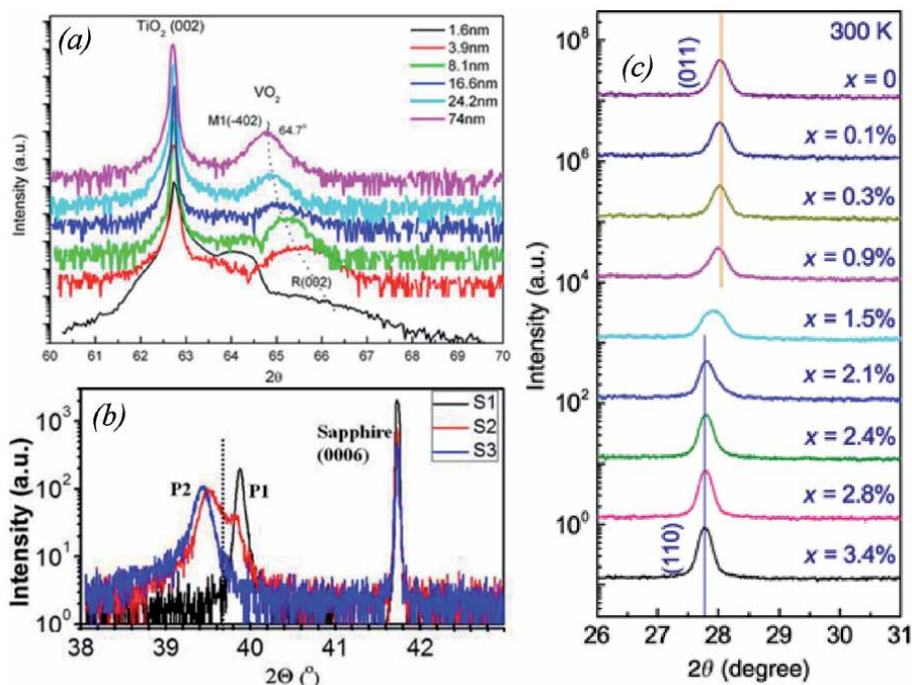 (a)
TiO2 (002)
1.6nm
3.9nm
8.1nm
16.6nm
24.2nm
74nm
VO2
M1(-402)
64.7°
R(002)
Intensity (a.u.)
60 61 62 63 64 65 66 67 68 69 70
2θ
(b)
S1
S2
S3
Sapphire
(0006)
P2
P1
Intensity (a.u.)
10^3
10^2
10^1
10^0
38 39 40 41 42
2Θ (°)
(c)
300 K
(011)
x = 0
x = 0.1%
x = 0.3%
x = 0.9%
x = 1.5%
x = 2.1%
x = 2.4%
x = 2.8%
x = 3.4%
(110)
Intensity (a.u.)
10^8
10^6
10^4
10^2
10^0
26 27 28 29 30 31
2θ (degree)